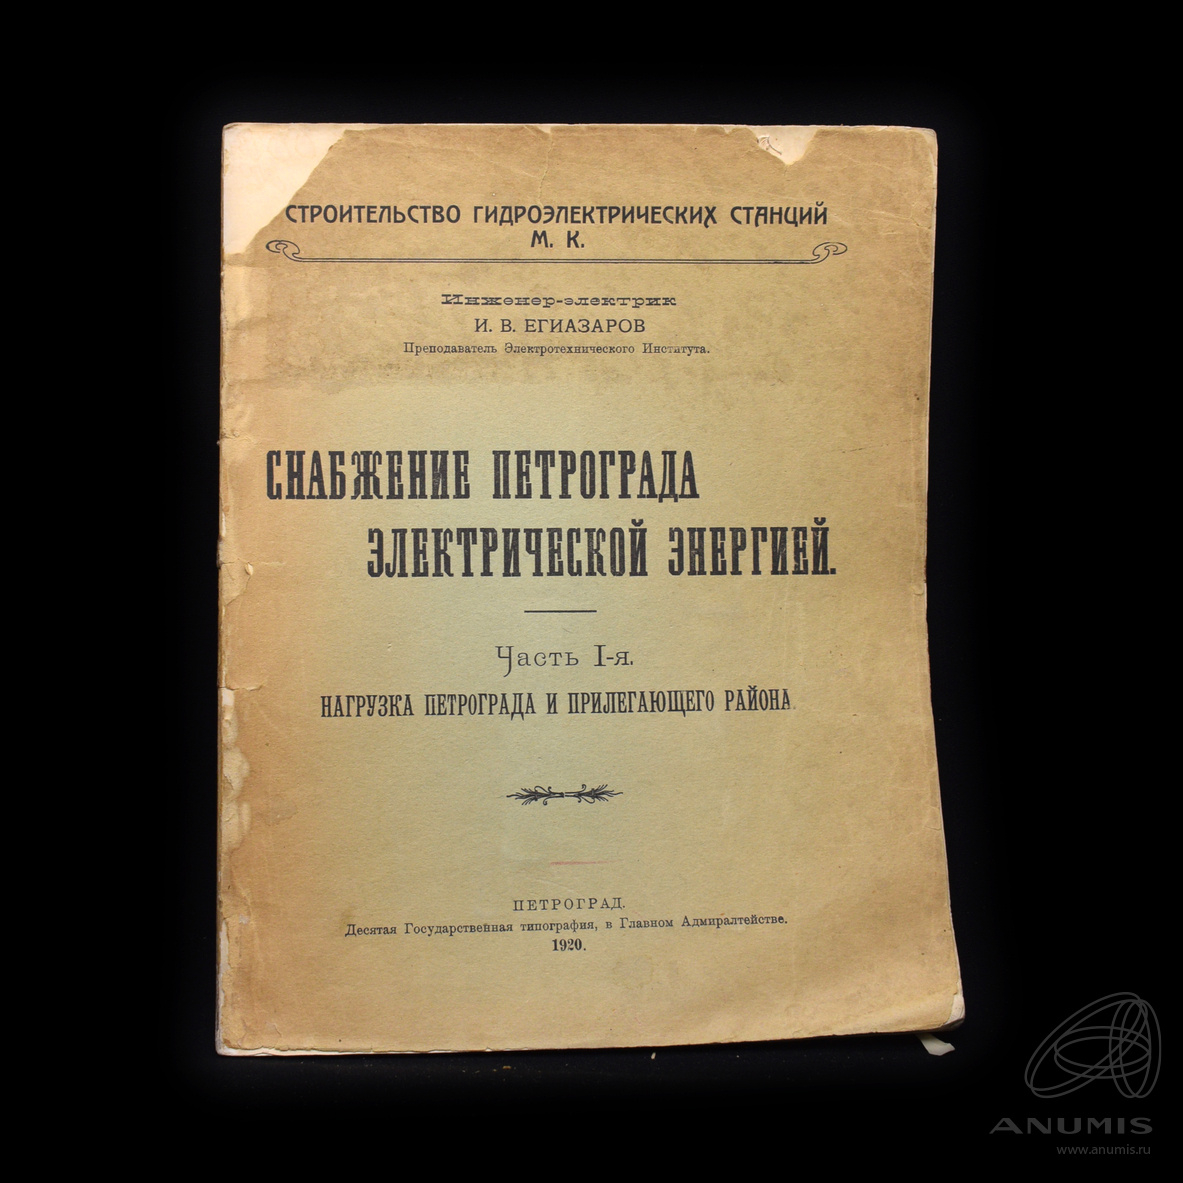 СТРОИТЕЛЬСТВО ГИДРОЭЛЕКТРИЧЕСКИХ СТАНЦИЙ
М. К.
Инженер-электрик
И. В. ЕГИАЗАРОВ
Преподаватель Электротехнического Института.
СНАБЖЕНИЕ ПЕТРОГРАДА
ЭЛЕКТРИЧЕСКОЙ ЭНЕРГИЕЙ.
Часть I-я.
НАГРУЗКА ПЕТРОГРАДА И ПРИЛЕГАЮЩЕГО РАЙОНА.
ПЕТРОГРАД.
Десятая Государственная типография, в Главном Адмиралтействе.
1920.
ANUMIS
www.anumis.ru